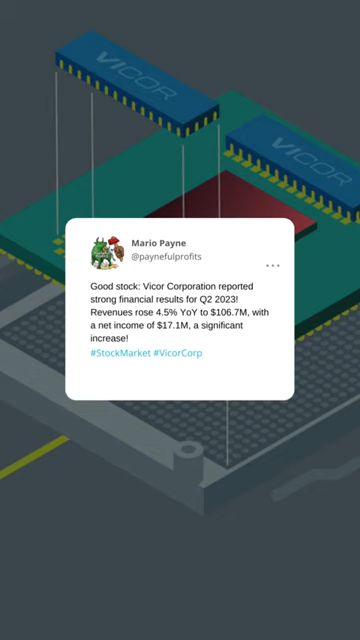 VICOR
VICOR
Mario Payne
@paynefulprofits
Good stock: Vicor Corporation reported
strong financial results for Q2 2023!
Revenues rose 4.5% YoY to $106.7M, with
a net income of $17.1M, a significant
increase!
#StockMarket #VicorCorp